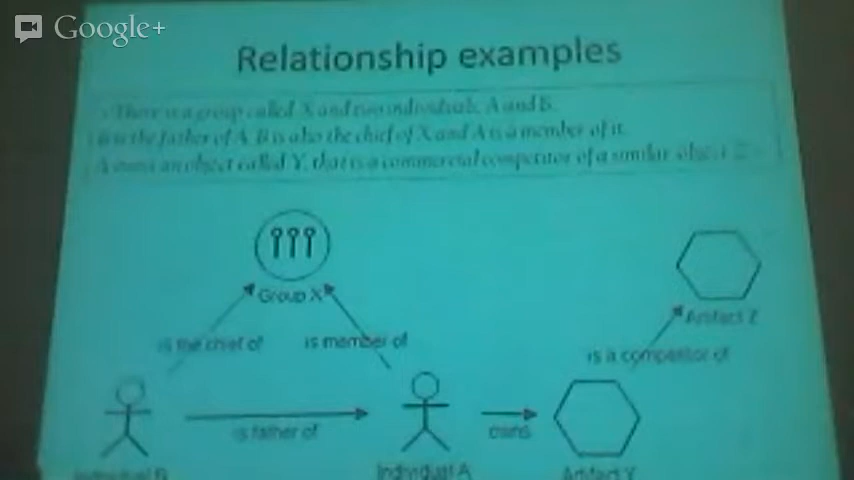 Google+
Relationship examples
There is a group called X and two individuals, A and B.
B is the father of A. B is also the chief of X and A is a member of it.
A owns an object called Y, that is a commercial competitor of a similar object Z
Group X
Artifact Z
is the chief of
is member of
is a competitor of
is father of
owns
Individual B
Individual A
Artifact Y